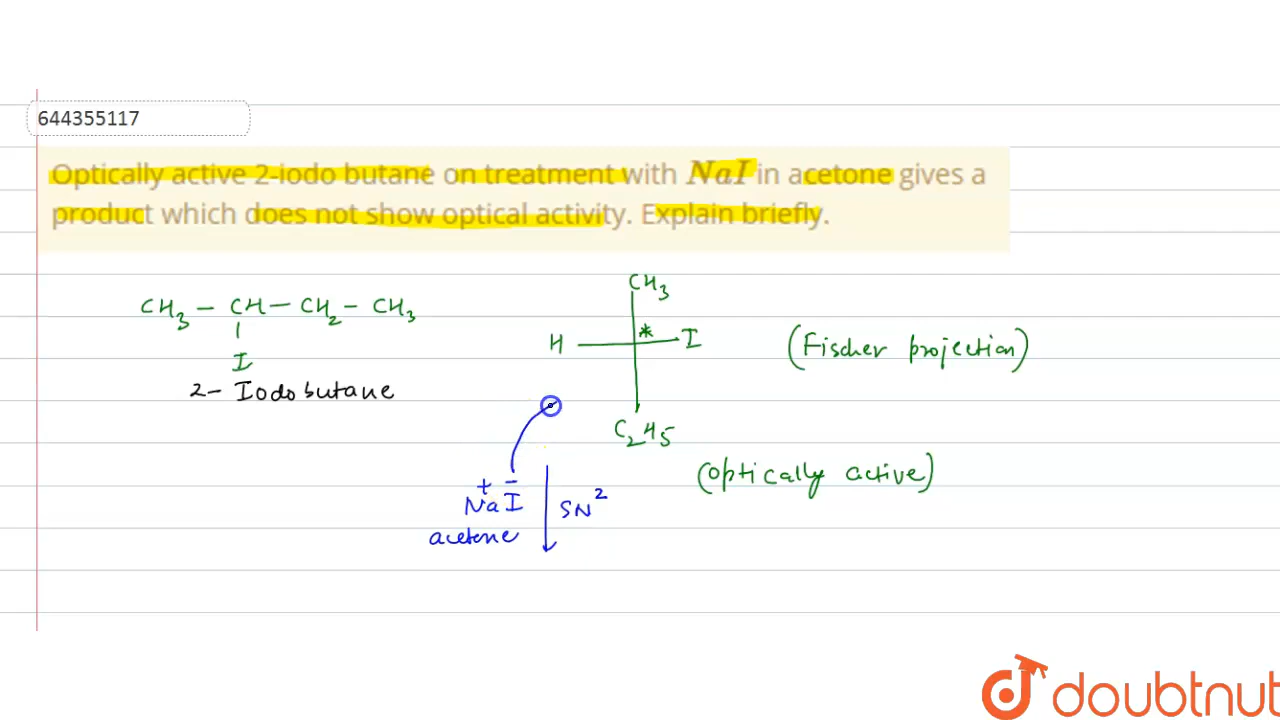 644355117
Optically active 2-iodo butane on treatment with NaI in acetone gives a
product which does not show optical activity. Explain briefly.
CH3 - CH - CH2 - CH3
I
2- Iodobutane
CH3
H * I
C2H5
(Fischer projection)
(optically active)
+ -
Na I
acetone
SN2
doubtnut